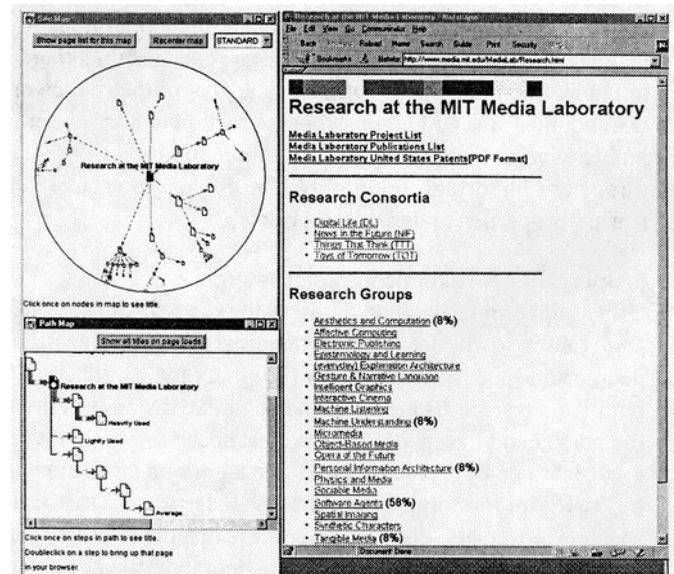 Site Map
Show page list for this map
Recenter map
STANDARD
Research at the MIT Media Laboratory
Click once on nodes in map to see title.
Path Map
Show all titles on page loads
Research at the MIT Media Laboratory
Heavily Used
Lightly Used
Average
Click once on steps in path to see title.
Doubleclick on a step to bring up that page
in your browser.
Research at the MIT Media Laboratory - Netscape
File Edit View Go Communicator Help
Back Reload Home Search Guide Print Security
Bookmarks Netsite: http://www.media.mit.edu/MediaLab/Research.html
Research at the MIT Media Laboratory
Media Laboratory Project List
Media Laboratory Publications List
Media Laboratory United States Patents[PDF Format]
Research Consortia
• Digital Life (DL)
• News in the Future (NiF)
• Things That Think (TTT)
• Toys of Tomorrow (TOT)
Research Groups
• Aesthetics and Computation (8%)
• Affective Computing
• Electronic Publishing
• Epistemology and Learning
• (everyday) Explanation Architecture
• Gesture & Narrative Language
• Intelligent Graphics
• Interactive Cinema
• Machine Listening
• Machine Understanding (8%)
• Micromedia
• Object-Based Media
• Opera of the Future
• Personal Information Architecture (8%)
• Physics and Media
• Sociable Media
• Software Agents (58%)
• Spatial Imaging
• Synthetic Characters
• Tangible Media (8%)
Document Done